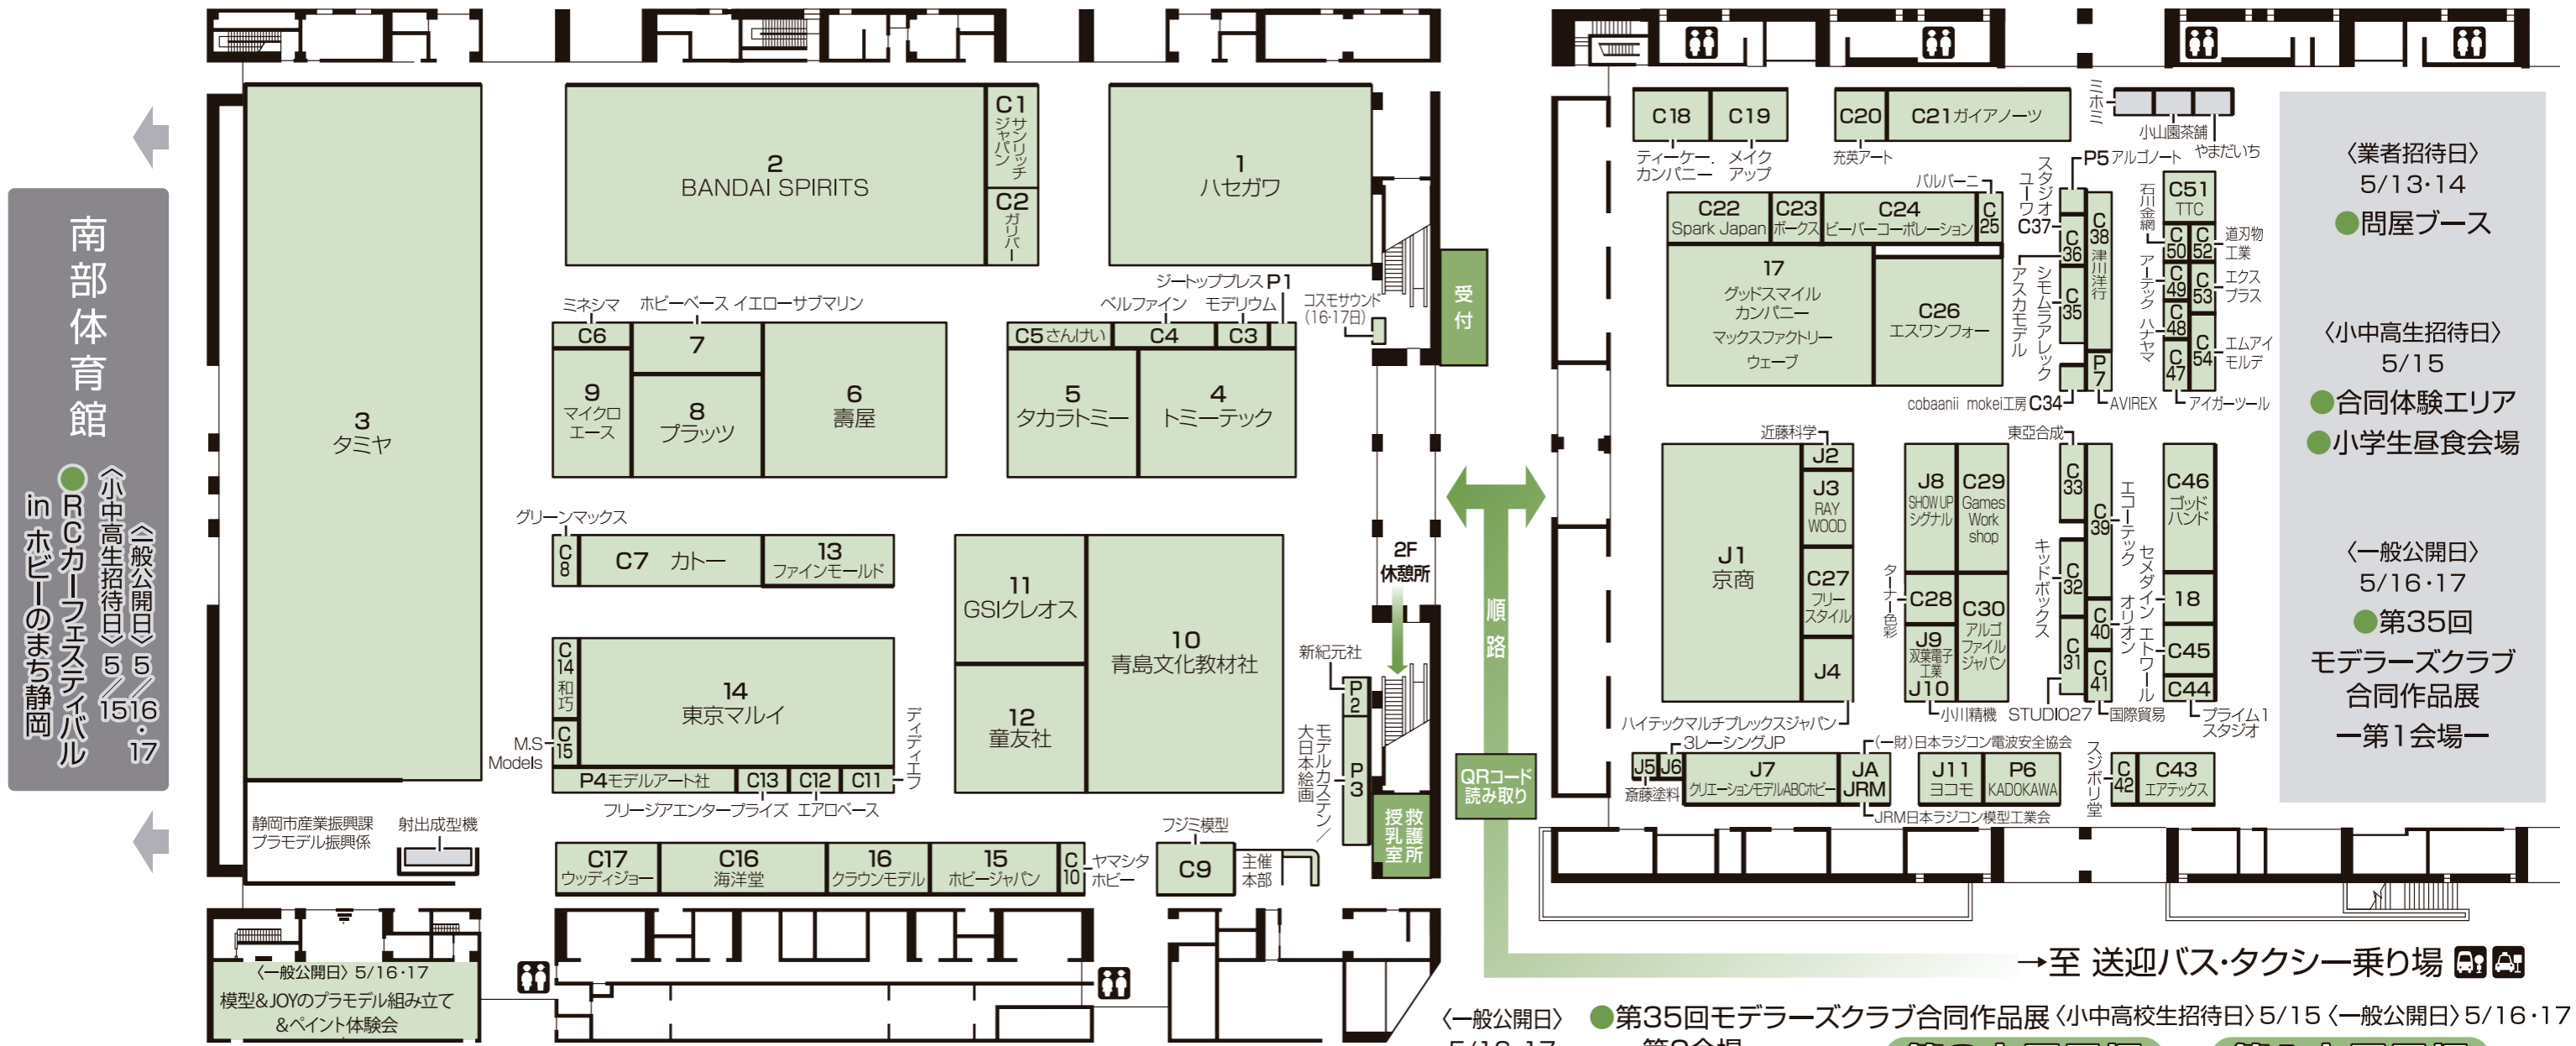 南部体育館
〈一般公開日〉5/16・17
〈小中高生招待日〉5/15
●RCカーフェスティバル
in ホビーのまち静岡
3
タミヤ
静岡市産業振興課
プラモデル振興係
射出成型機
〈一般公開日〉5/16・17
模型&JOYのプラモデル組み立て
&ペイント体験会
2
BANDAI SPIRITS
C1
サンリッチ
ジャパン
C2
ガリバー
1
ハセガワ
ミネシマ
C6
ホビーベース イエローサブマリン
7
9
マイクロ
エース
8
プラッツ
6
壽屋
ジートッププレス P1
ベルファイン
モデリウム
C5 さんけい
C4
C3
5
タカラトミー
4
トミーテック
コスモサウンド
(16・17日)
受付
グリーンマックス
C8
C7 カトー
13
ファインモールド
11
GSIクレオス
10
青島文化教材社
12
童友社
C14
和巧
C15
M.S
Models
14
東京マルイ
ディディエフ
P4モデルアート社
C13
C12
C11
フリージアエンタープライズ
エアロベース
2F
休憩所
新紀元社
P2
P3
モデルカステン/
大日本絵画
救護所
授乳室
C17
ウッディジョー
C16
海洋堂
16
クラウンモデル
15
ホビージャパン
C10
ヤマシタ
ホビー
フジミ模型
C9
主催
本部
順路
QRコード
読み取り
C18
C19
ティーケー.
カンパニー
メイク
アップ
C20
充英アート
C21ガイアノーツ
ミホミ
小山園茶舗
やまだいち
C22
Spark Japan
C23
ボークス
C24
ビーバーコーポレーション
バルバーニ
C25
17
グッドスマイル
カンパニー
マックスファクトリー
ウェーブ
C26
エスワンフォー
P5アルゴノート
スタジオ
ユーワ
C37
C36
C38
津川洋行
アスカモデル
シモムラアレック
C35
cobaanii mokei工房 C34
P7
AVIREX
石川金網
C51
TTC
C50
C52
道刃物
工業
アーテック
C49
C53
エクス
プラス
ハナヤマ
C48
C54
エムアイ
モルデ
C47
アイガーツール
J1
京商
近藤科学
J2
J3
RAY
WOOD
C27
フリー
スタイル
J4
ハイテックマルチプレックスジャパン
J8
SHOW UP
シグナル
C29
Games
Work
shop
ターナー色彩
C28
C30
アルゴ
ファイル
ジャパン
J9
双葉電子
工業
J10
小川精機
東亞合成
C33
C39
エコーテック
キッドボックス
C32
C40
オリオン
C31
C41
STUDIO27
国際貿易
C46
ゴッド
ハンド
セメダイン
18
エトワール
C45
C44
プライム1
スタジオ
J5
J6
斎藤塗料
3レーシングJP
J7
クリエーションモデルABCホビー
(一財)日本ラジコン電波安全協会
JA
JRM
JRM日本ラジコン模型工業会
J11
ヨコモ
P6
KADOKAWA
スジボリ堂
C42
C43
エアテックス
〈業者招待日〉
5/13・14
●問屋ブース
〈小中高生招待日〉
5/15
●合同体験エリア
●小学生昼食会場
〈一般公開日〉
5/16・17
●第35回
モデラーズクラブ
合同作品展
ー第1会場ー
→至 送迎バス・タクシー乗り場
〈一般公開日〉
●第35回モデラーズクラブ合同作品展〈小中高校生招待日〉5/15〈一般公開日〉5/16・17